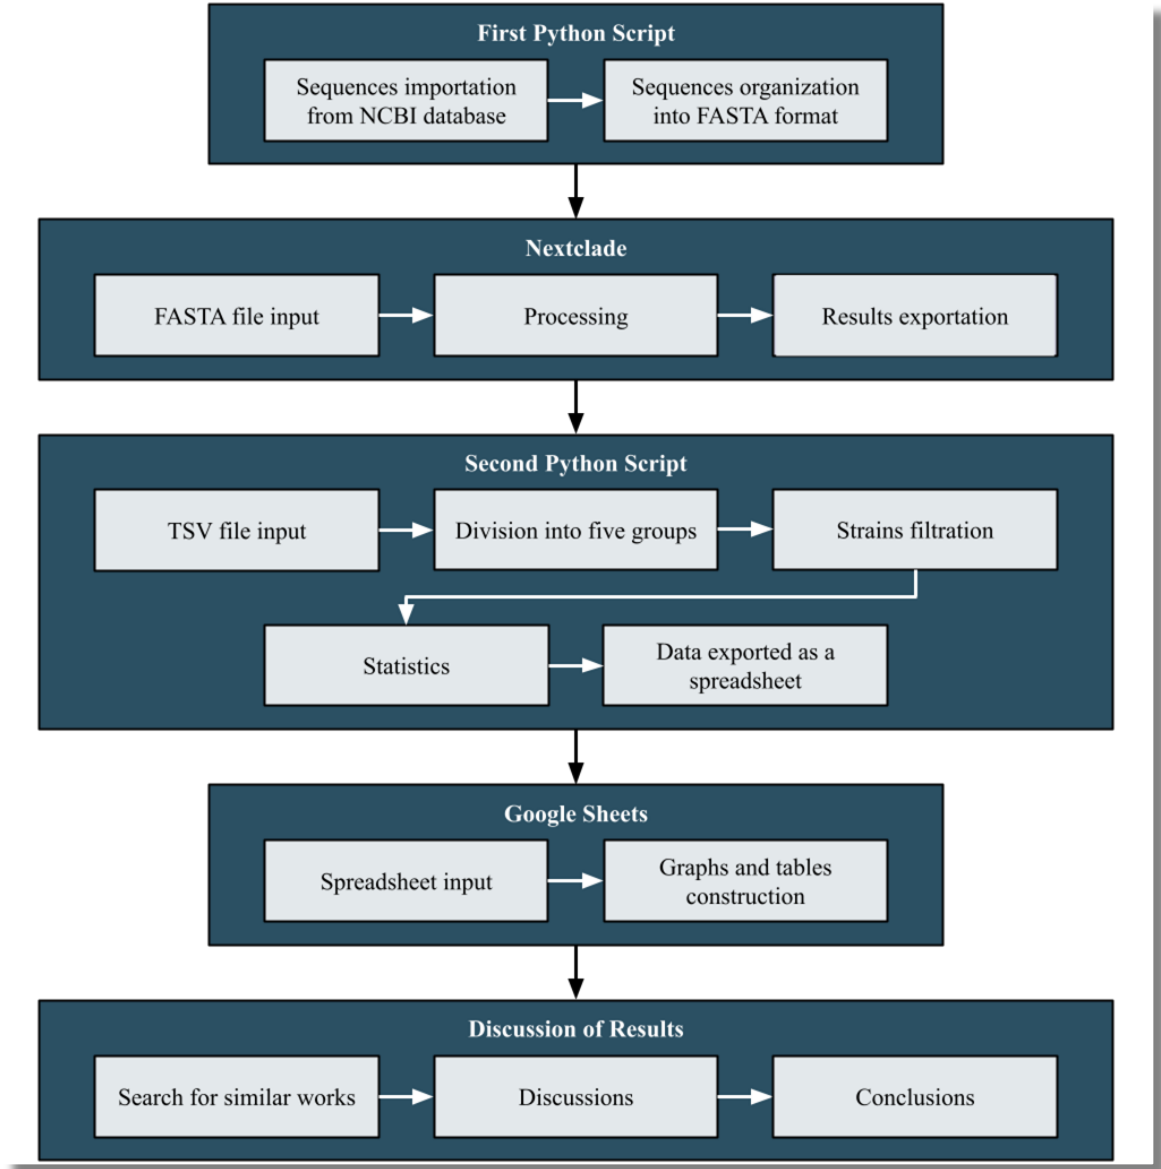 First Python Script
Sequences importation
from NCBI database
Sequences organization
into FASTA format
Nextclade
FASTA file input
Processing
Results exportation
Second Python Script
TSV file input
Division into five groups
Strains filtration
Statistics
Data exported as a
spreadsheet
Google Sheets
Spreadsheet input
Graphs and tables
construction
Discussion of Results
Search for similar works
Discussions
Conclusions